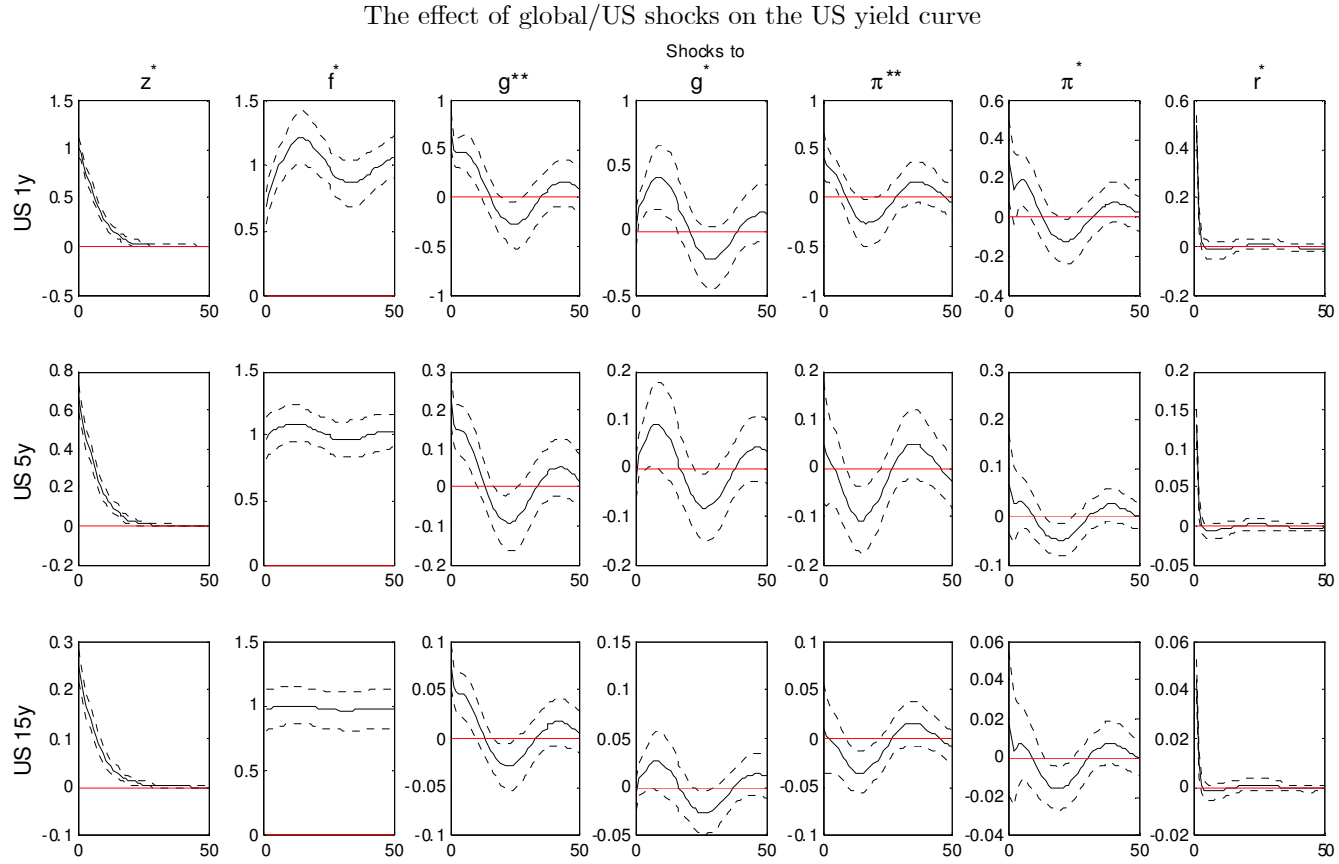 The effect of global/US shocks on the US yield curve
Shocks to
z* f* g** g* π** π* r*
US 1y
1.5 1 0.5 0 -0.5
1.5 1 0.5 0
1 0.5 0 -0.5 -1
1 0.5 0 -0.5
1 0.5 0 -0.5 -1
0.6 0.4 0.2 0 -0.2 -0.4
0.6 0.4 0.2 0 -0.2
0 50 0 50 0 50 0 50 0 50 0 50 0 50
US 5y
0.8 0.6 0.4 0.2 0 -0.2
1.5 1 0.5 0
0.3 0.2 0.1 0 -0.1 -0.2
0.2 0.1 0 -0.1 -0.2
0.2 0.1 0 -0.1 -0.2
0.3 0.2 0.1 0 -0.1
0.2 0.15 0.1 0.05 0 -0.05
0 50 0 50 0 50 0 50 0 50 0 50 0 50
US 15y
0.3 0.2 0.1 0 -0.1
1.5 1 0.5 0
0.1 0.05 0 -0.05 -0.1
0.15 0.1 0.05 0 -0.05
0.1 0.05 0 -0.05 -0.1
0.06 0.04 0.02 0 -0.02 -0.04
0.06 0.04 0.02 0 -0.02
0 50 0 50 0 50 0 50 0 50 0 50 0 50